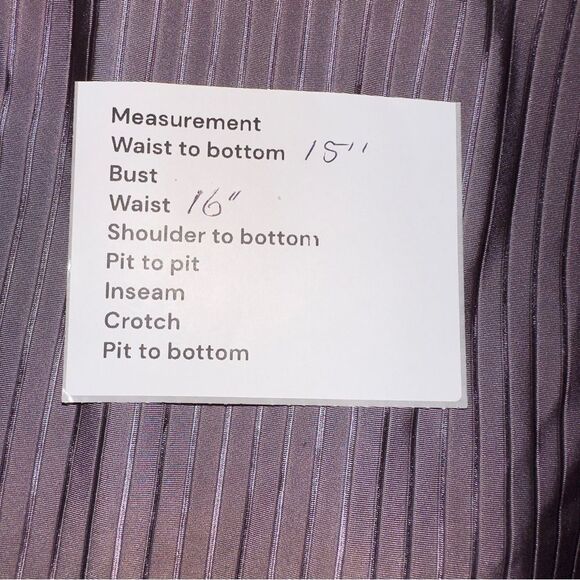 Measurement
Waist to bottom 15''
Bust
Waist 16"
Shoulder to bottom
Pit to pit
Inseam
Crotch
Pit to bottom